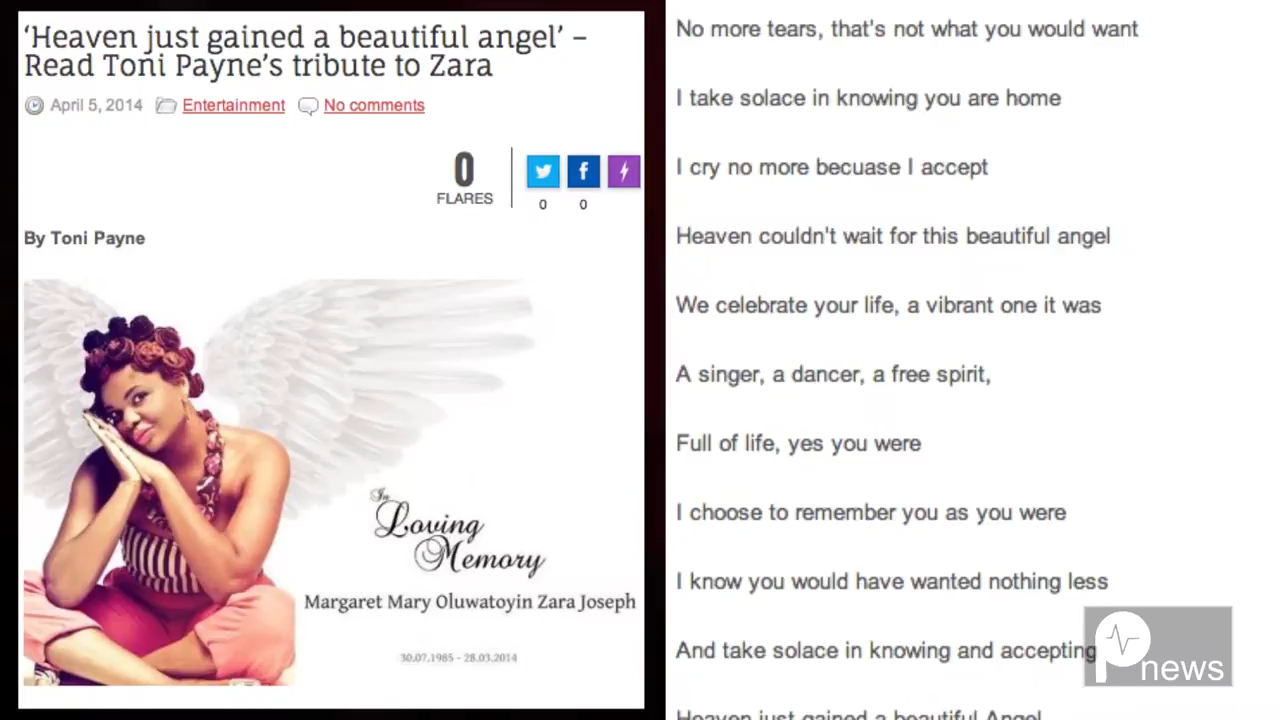 ‘Heaven just gained a beautiful angel’ –
Read Toni Payne’s tribute to Zara
April 5, 2014 Entertainment No comments
0
FLARES
0 0
By Toni Payne
In
Loving
Memory
Margaret Mary Oluwatoyin Zara Joseph
30.07.1985 - 28.03.2014
No more tears, that's not what you would want
I take solace in knowing you are home
I cry no more becuase I accept
Heaven couldn't wait for this beautiful angel
We celebrate your life, a vibrant one it was
A singer, a dancer, a free spirit,
Full of life, yes you were
I choose to remember you as you were
I know you would have wanted nothing less
And take solace in knowing and accepting
Heaven just gained a beautiful Angel
P news